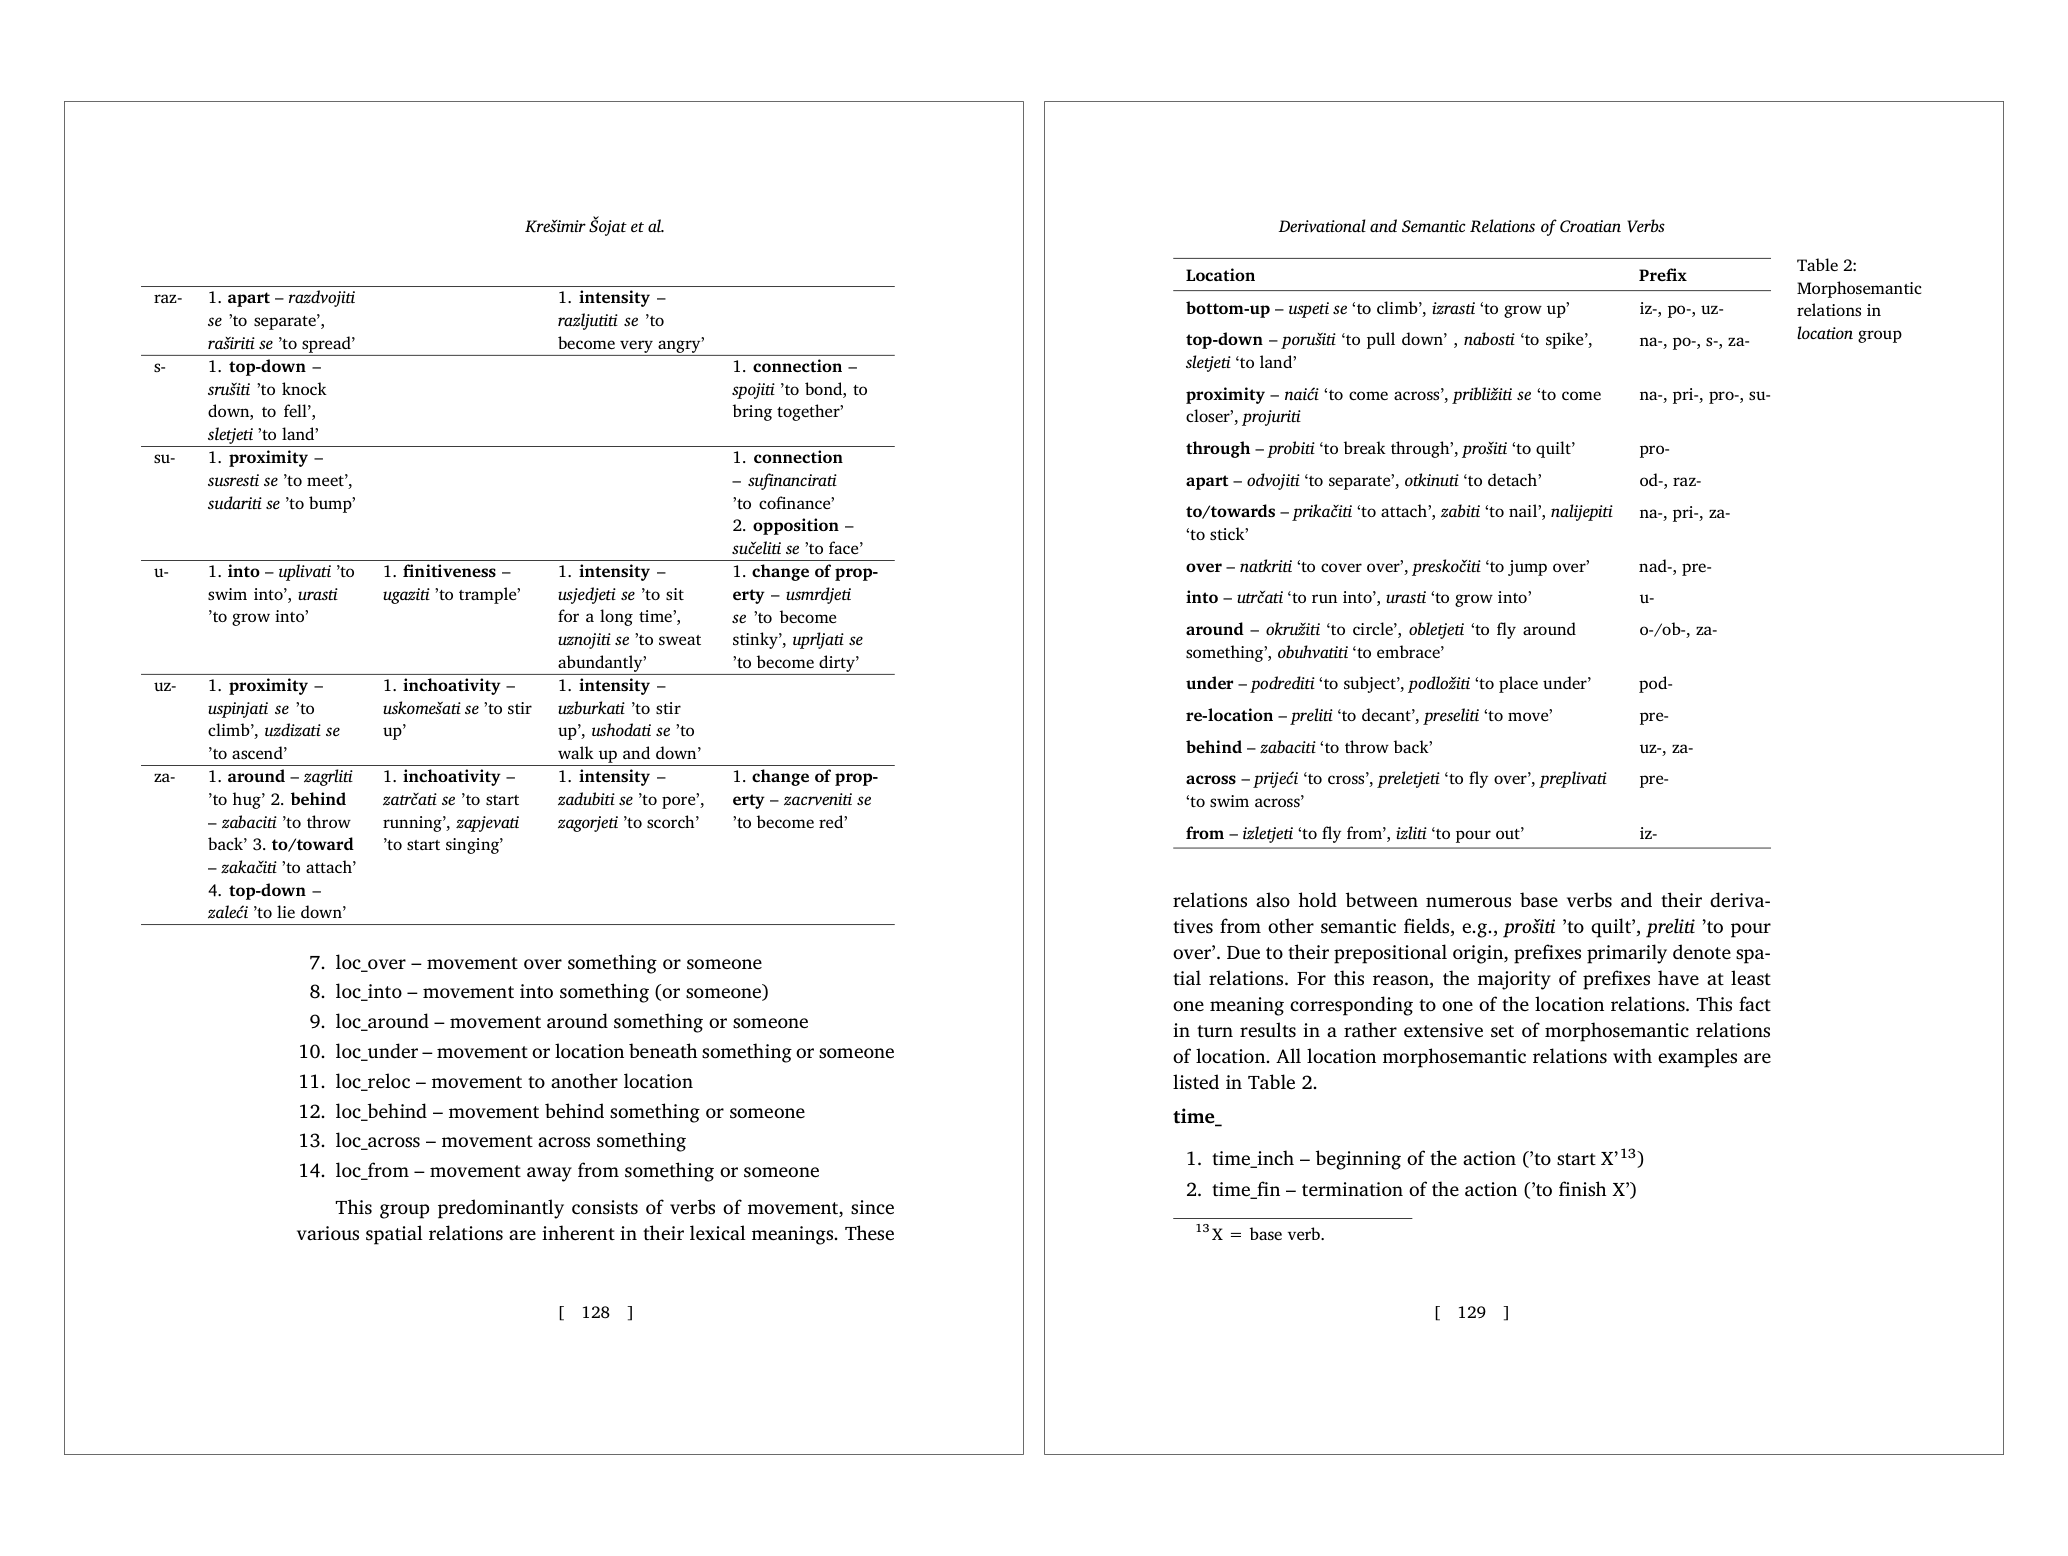 Krešimir Šojat et al.
raz- 1. apart – razdvojiti 1. intensity –
se ’to separate’, razljutiti se ’to
raširiti se ’to spread’ become very angry’
s- 1. top-down – 1. connection –
srušiti ’to knock spojiti ’to bond, to
down, to fell’, bring together’
sletjeti ’to land’
su- 1. proximity – 1. connection
susresti se ’to meet’, – sufinancirati
sudariti se ’to bump’ ’to cofinance’
2. opposition –
sučeliti se ’to face’
u- 1. into – uplivati ’to 1. finitiveness – 1. intensity – 1. change of prop-
swim into’, urasti ugaziti ’to trample’ usjedjeti se ’to sit erty – usmrdjeti
’to grow into’ for a long time’, se ’to become
uznojiti se ’to sweat stinky’, uprljati se
abundantly’ ’to become dirty’
uz- 1. proximity – 1. inchoativity – 1. intensity –
uspinjati se ’to uskomešati se ’to stir uzburkati ’to stir
climb’, uzdizati se up’ up’, ushodati se ’to
’to ascend’ walk up and down’
za- 1. around – zagrliti 1. inchoativity – 1. intensity – 1. change of prop-
’to hug’ 2. behind zatrčati se ’to start zadubiti se ’to pore’, erty – zacrveniti se
– zabaciti ’to throw running’, zapjevati zagorjeti ’to scorch’ ’to become red’
back’ 3. to/toward ’to start singing’
– zakačiti ’to attach’
4. top-down –
zaleći ’to lie down’
7. loc_over – movement over something or someone
8. loc_into – movement into something (or someone)
9. loc_around – movement around something or someone
10. loc_under – movement or location beneath something or someone
11. loc_reloc – movement to another location
12. loc_behind – movement behind something or someone
13. loc_across – movement across something
14. loc_from – movement away from something or someone
This group predominantly consists of verbs of movement, since
various spatial relations are inherent in their lexical meanings. These
[ 128 ]
Derivational and Semantic Relations of Croatian Verbs
Location Prefix
bottom-up – uspeti se ‘to climb’, izrasti ‘to grow up’ iz-, po-, uz-
top-down – porušiti ‘to pull down’ , nabosti ‘to spike’, na-, po-, s-, za-
sletjeti ‘to land’
proximity – naići ‘to come across’, približiti se ‘to come na-, pri-, pro-, su-
closer’, projuriti
through – probiti ‘to break through’, prošiti ‘to quilt’ pro-
apart – odvojiti ‘to separate’, otkinuti ‘to detach’ od-, raz-
to/towards – prikačiti ‘to attach’, zabiti ‘to nail’, nalijepiti na-, pri-, za-
‘to stick’
over – natkriti ‘to cover over’, preskočiti ‘to jump over’ nad-, pre-
into – utrčati ‘to run into’, urasti ‘to grow into’ u-
around – okružiti ‘to circle’, obletjeti ‘to fly around o-/ob-, za-
something’, obuhvatiti ‘to embrace’
under – podrediti ‘to subject’, podložiti ‘to place under’ pod-
re-location – preliti ‘to decant’, preseliti ‘to move’ pre-
behind – zabaciti ‘to throw back’ uz-, za-
across – prijeći ‘to cross’, preletjeti ‘to fly over’, preplivati pre-
‘to swim across’
from – izletjeti ‘to fly from’, izliti ‘to pour out’ iz-
Table 2:
Morphosemantic
relations in
location group
relations also hold between numerous base verbs and their deriva-
tives from other semantic fields, e.g., prošiti ’to quilt’, preliti ’to pour
over’. Due to their prepositional origin, prefixes primarily denote spa-
tial relations. For this reason, the majority of prefixes have at least
one meaning corresponding to one of the location relations. This fact
in turn results in a rather extensive set of morphosemantic relations
of location. All location morphosemantic relations with examples are
listed in Table 2.
time_
1. time_inch – beginning of the action (’to start X’13)
2. time_fin – termination of the action (’to finish X’)
13X = base verb.
[ 129 ]